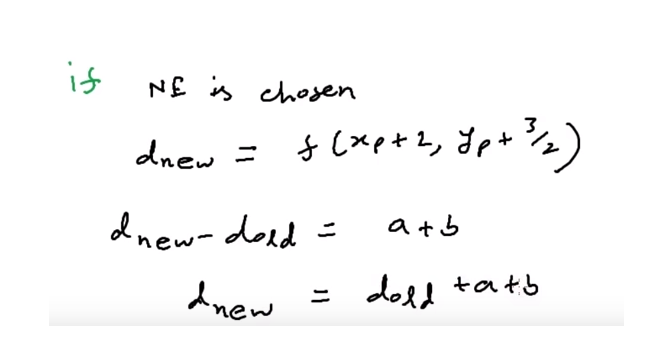 if NE is chosen
dnew = f(xp+2, yp+3/2)
dnew-dold = a+b
dnew = dold+a+b